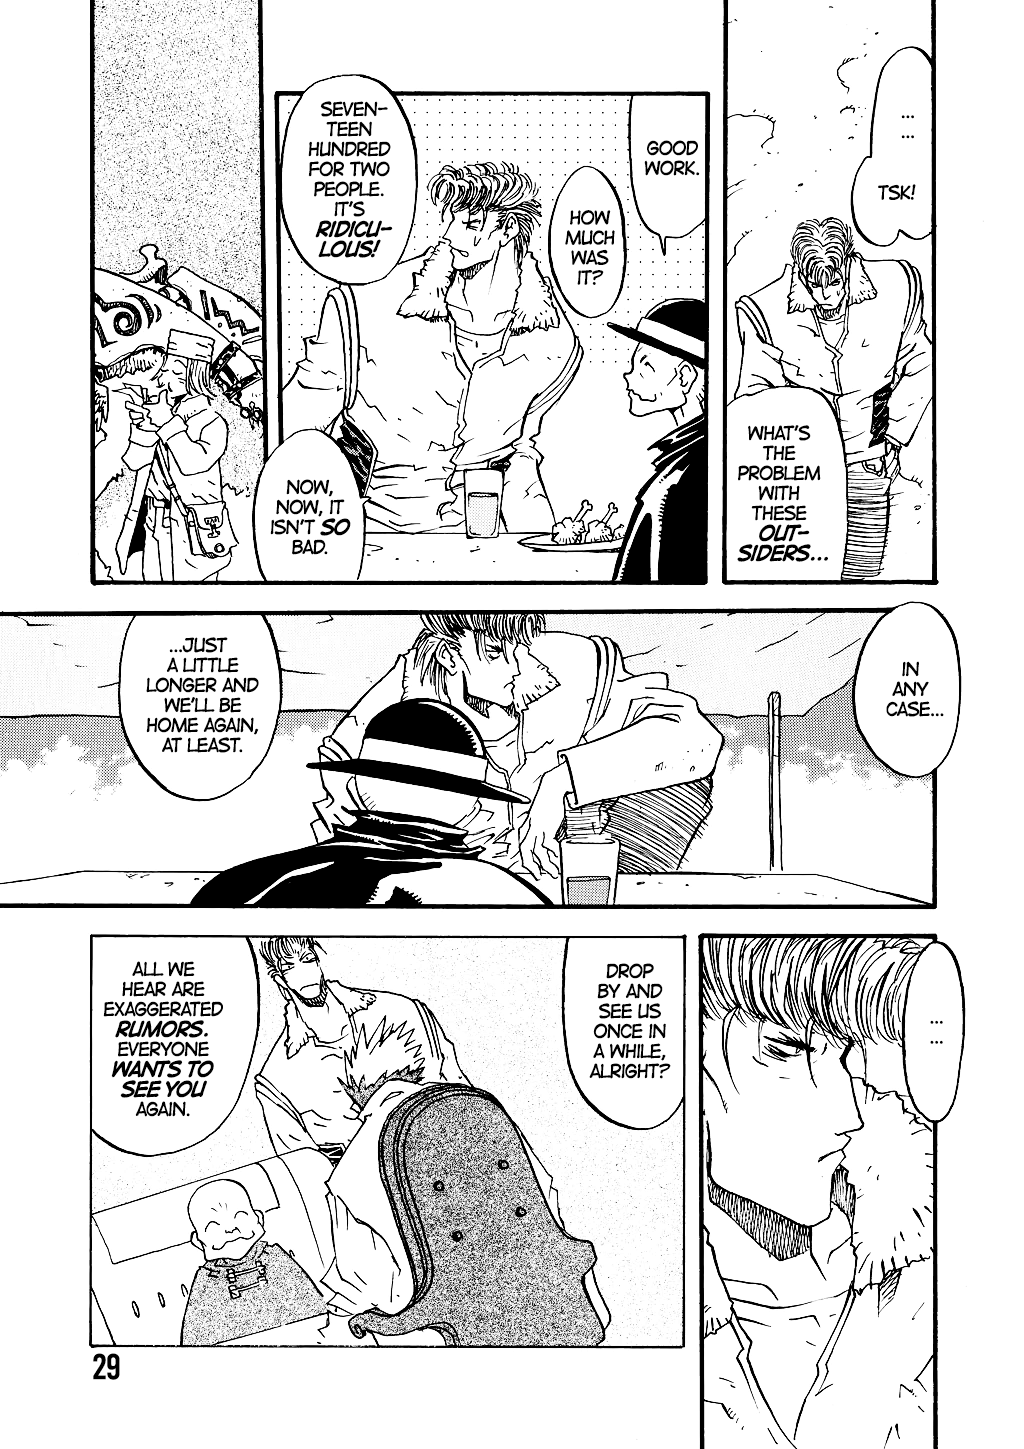 ...
...
TSK!
WHAT'S
THE
PROBLEM
WITH
THESE
OUT-
SIDERS...
GOOD
WORK.
HOW
MUCH
WAS
IT?
SEVEN-
TEEN
HUNDRED
FOR TWO
PEOPLE.
IT'S
RIDICU-
LOUS!
NOW,
NOW, IT
ISN'T SO
BAD.
IN
ANY
CASE...
...JUST
A LITTLE
LONGER AND
WE'LL BE
HOME AGAIN,
AT LEAST.
...
...
DROP
BY AND
SEE US
ONCE IN
A WHILE,
ALRIGHT?
ALL WE
HEAR ARE
EXAGGERATED
RUMORS.
EVERYONE
WANTS TO
SEE YOU
AGAIN.
29